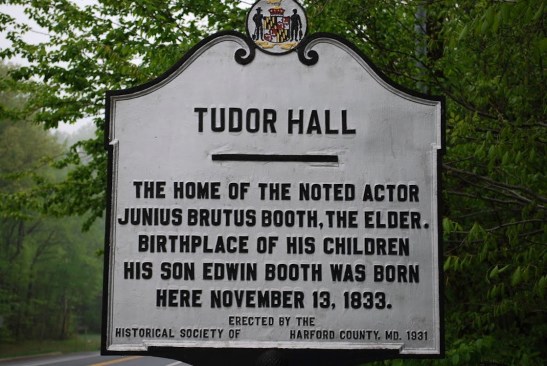 TUDOR HALL
THE HOME OF THE NOTED ACTOR
JUNIUS BRUTUS BOOTH, THE ELDER.
BIRTHPLACE OF HIS CHILDREN
HIS SON EDWIN BOOTH WAS BORN
HERE NOVEMBER 13, 1833.
ERECTED BY THE
HISTORICAL SOCIETY OF HARFORD COUNTY, MD. 1931